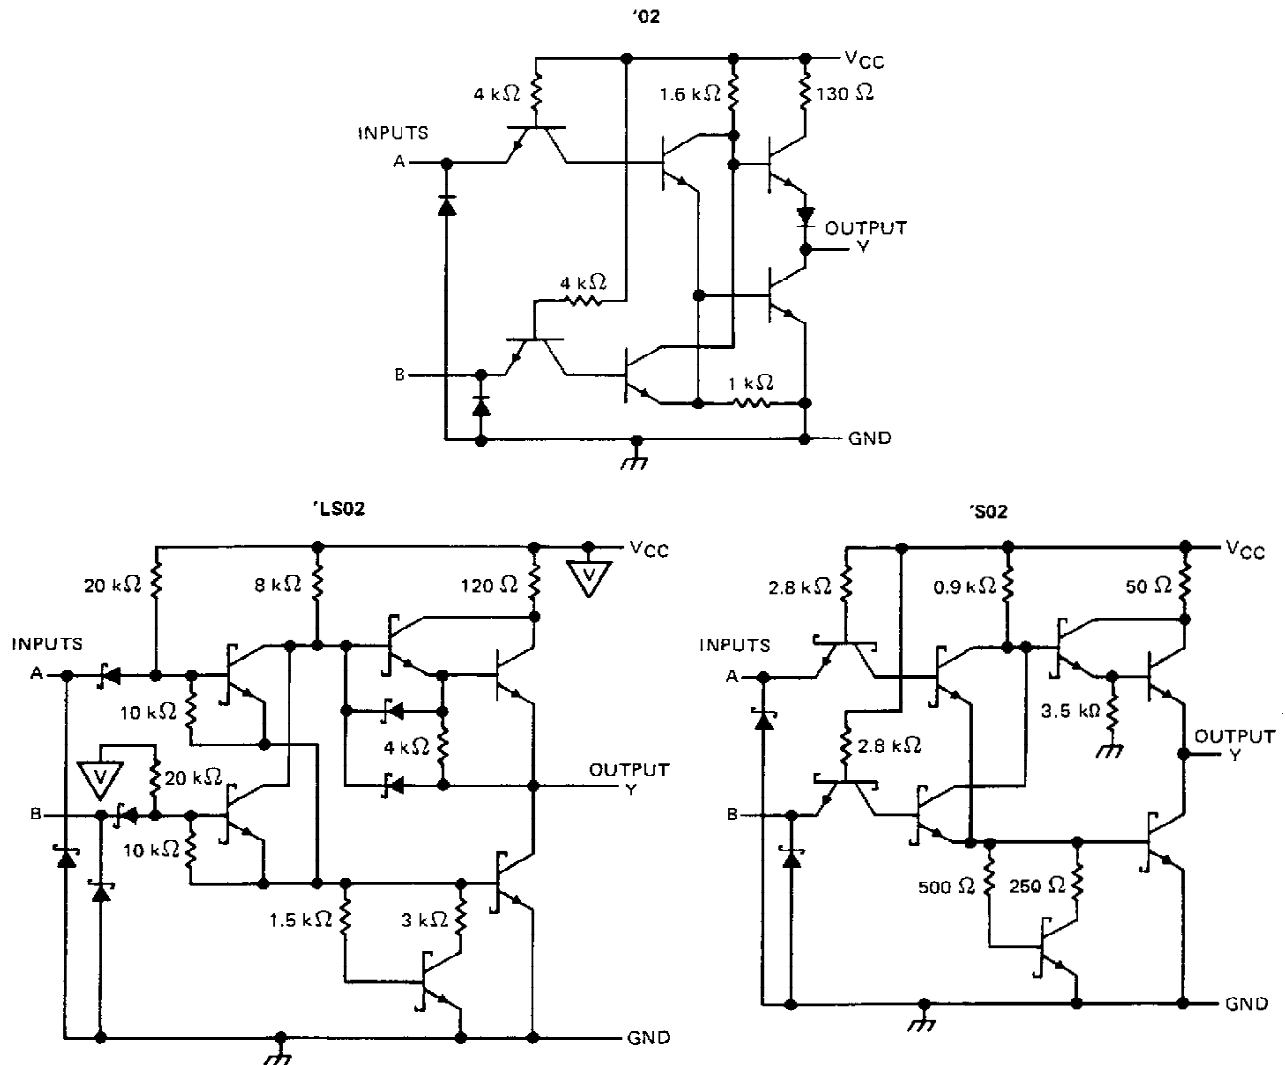 '02
VCC
4 kΩ
1.6 kΩ
130 Ω
INPUTS
A
OUTPUT
Y
4 kΩ
B
1 kΩ
GND
'LS02
VCC
V
20 kΩ
8 kΩ
120 Ω
INPUTS
A
10 kΩ
4 kΩ
V
20 kΩ
OUTPUT
Y
B
10 kΩ
1.5 kΩ
3 kΩ
GND
'S02
VCC
2.8 kΩ
0.9 kΩ
50 Ω
INPUTS
A
3.5 kΩ
2.8 kΩ
OUTPUT
Y
B
500 Ω
250 Ω
GND